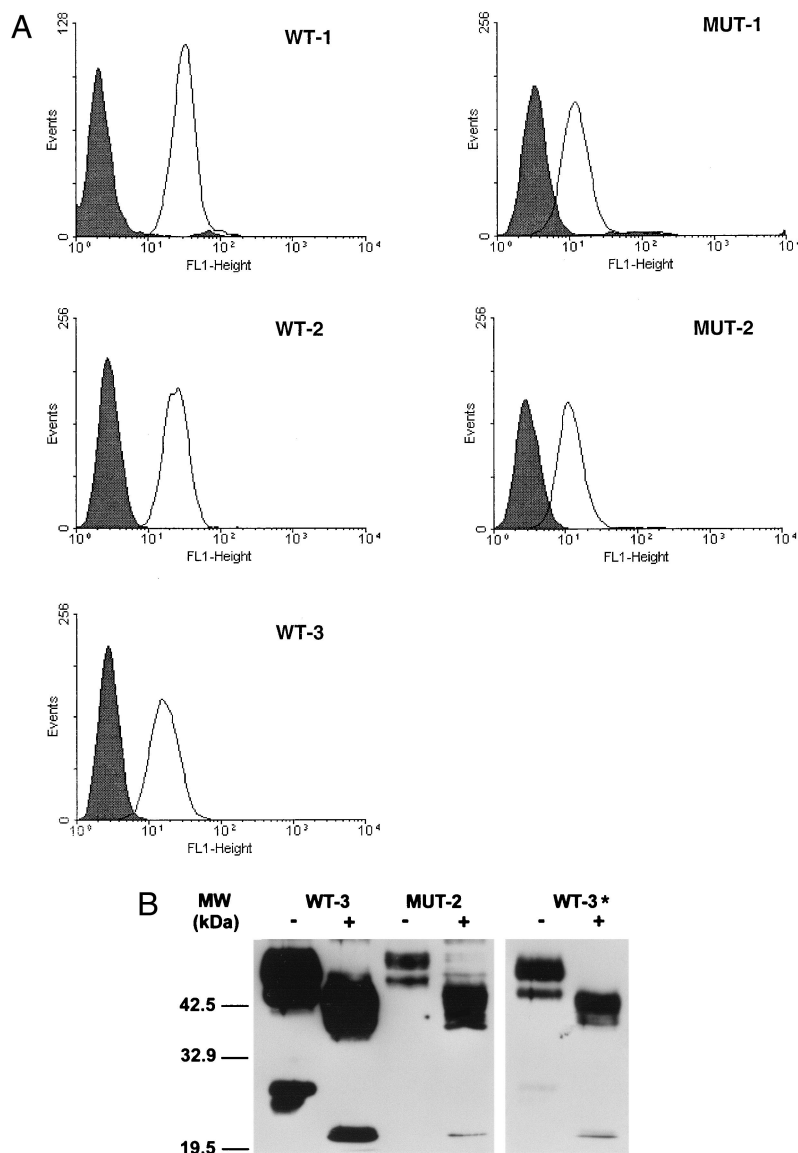 A
WT-1
128
Events
0
10⁰ 10¹ 10² 10³ 10⁴
FL1-Height
MUT-1
256
Events
0
10⁰ 10¹ 10² 10³
FL1-Height
WT-2
256
Events
0
10⁰ 10¹ 10² 10³ 10⁴
FL1-Height
MUT-2
256
Events
0
10⁰ 10¹ 10² 10³ 10⁴
FL1-Height
WT-3
256
Events
0
10⁰ 10¹ 10² 10³ 10⁴
FL1-Height
B
MW WT-3 MUT-2 WT-3*
(kDa) - + - + - +
42.5
32.9
19.5